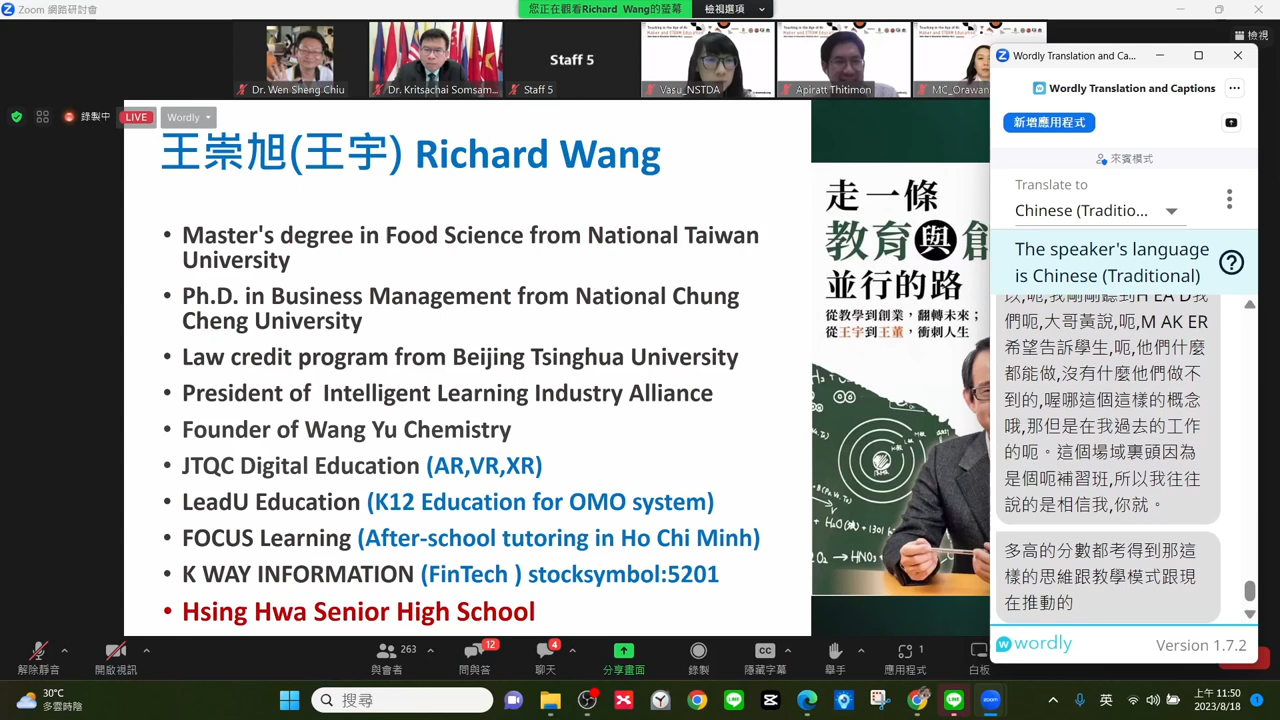 Zoom 網路研討會
您正在觀看Richard Wang的螢幕
檢視選項
檢視
Staff 5
Dr. Wen Sheng Chiu
Dr. Kritsachai Somsam...
Staff 5
Vasu_NSTDA
Apiratt Thitimon
MC_Orawan
錄製中
LIVE
Wordly
王崇旭(王宇) Richard Wang
• Master's degree in Food Science from National Taiwan
University
• Ph.D. in Business Management from National Chung
Cheng University
• Law credit program from Beijing Tsinghua University
• President of Intelligent Learning Industry Alliance
• Founder of Wang Yu Chemistry
• JTQC Digital Education (AR,VR,XR)
• LeadU Education (K12 Education for OMO system)
• FOCUS Learning (After-school tutoring in Ho Chi Minh)
• K WAY INFORMATION (FinTech ) stocksymbol:5201
• Hsing Hwa Senior High School
走一條
教育與創
並行的路
從教學到創業，翻轉未來；
從王宇到王董，衝刺人生
Wordly Translation and Ca...
Wordly Translation and Captions
新增應用程式
來賓模式
Translate to
Chinese (Traditio...
The speaker's language
is Chinese (Traditional)
以,呃,我剛剛聽到H EA D我
們呃,大哥黃說,呃,M AK ER
希望告訴學生,呃,他們什麼
都能做,沒有什麼他們做不
到的,喔哪這個這樣的概念
哦,那但是在我過去的工作
的呃。這個場域裏頭因為
是個呃補習班,所以我往往
說的是相信我,你就。
多高的分數都考得到那這
樣的思維跟教學模式跟現
在推動的
wordly
Version 1.7.2
解除靜音
開啟視訊
263
與會者
12
問與答
4
聊天
分享畫面
錄製
CC
隱藏字幕
舉手
1
應用程式
白板
30°C
多雲時陰
搜尋
英
上午 11:50
2023/8/18